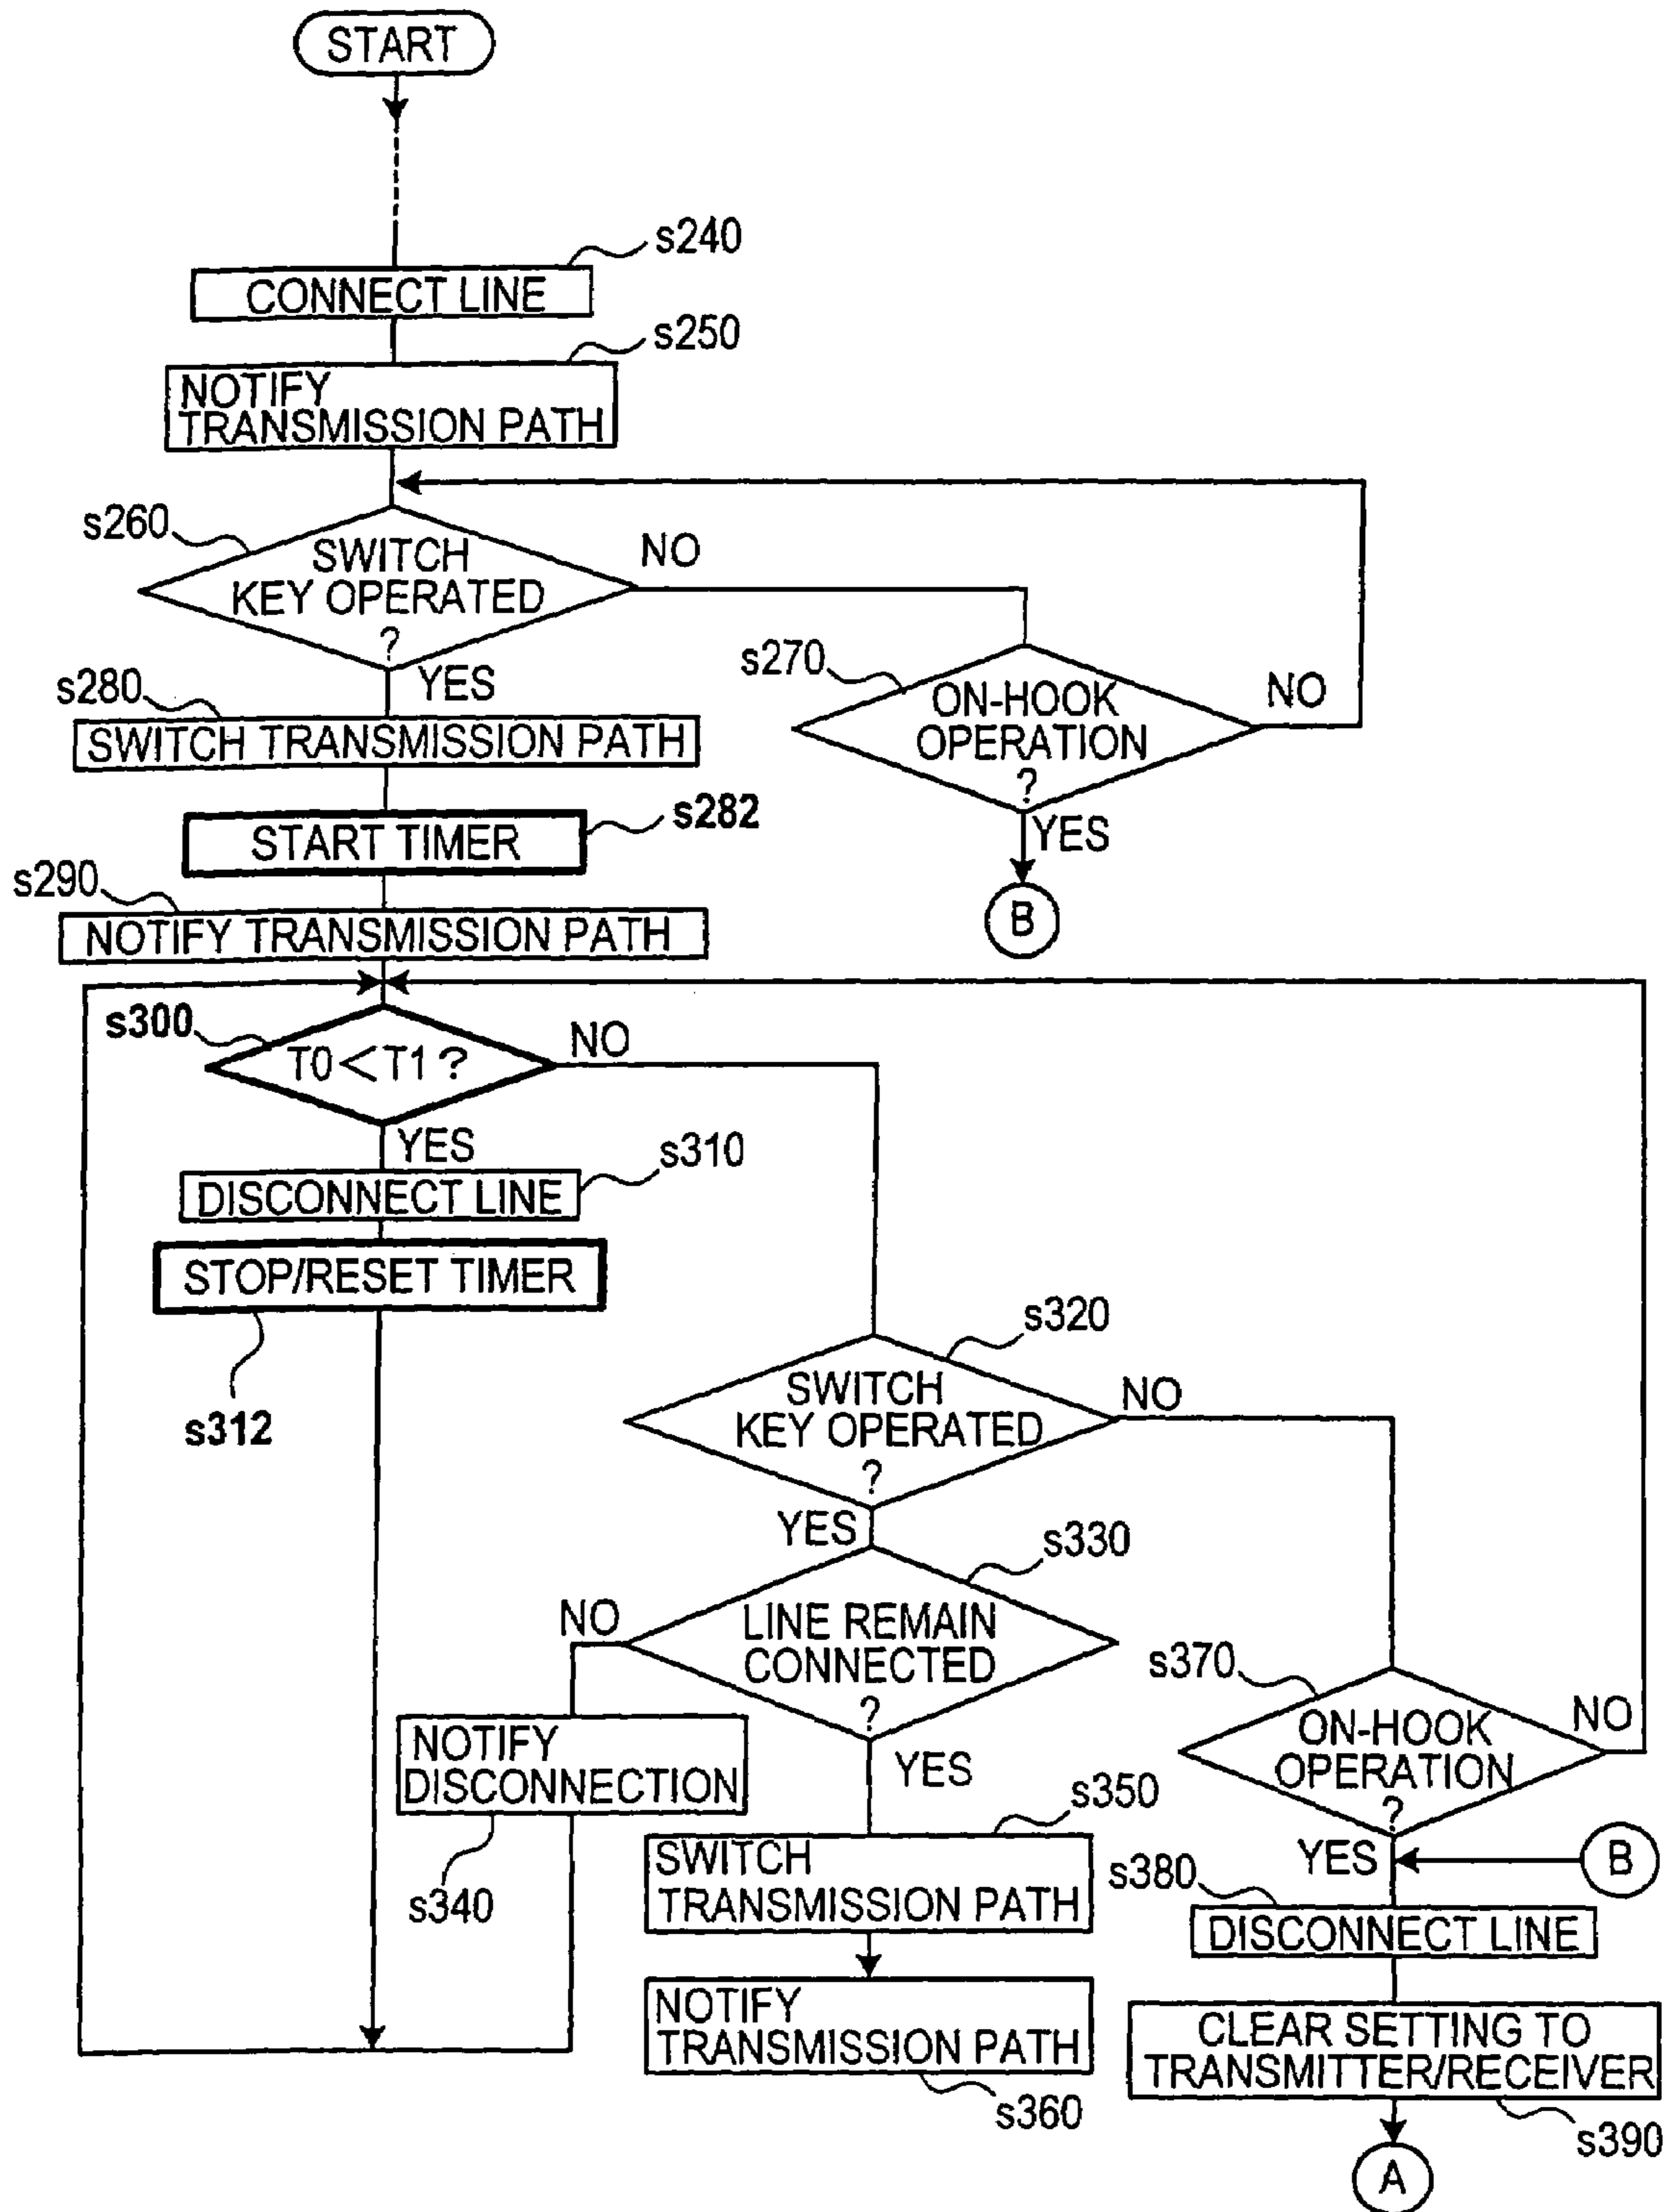 START
s240
CONNECT LINE
s250
NOTIFY
TRANSMISSION PATH
s260
SWITCH
KEY OPERATED
?
NO
YES
s270
ON-HOOK
OPERATION
?
NO
YES
B
s280
SWITCH TRANSMISSION PATH
s282
START TIMER
s290
NOTIFY TRANSMISSION PATH
s300
T0<T1?
NO
YES
s310
DISCONNECT LINE
STOP/RESET TIMER
s312
s320
SWITCH
KEY OPERATED
?
NO
YES
s330
LINE REMAIN
CONNECTED
?
NO
YES
NOTIFY
DISCONNECTION
s340
s350
SWITCH
TRANSMISSION PATH
NOTIFY
TRANSMISSION PATH
s360
s370
ON-HOOK
OPERATION
?
NO
YES
B
s380
DISCONNECT LINE
CLEAR SETTING TO
TRANSMITTER/RECEIVER
s390
A